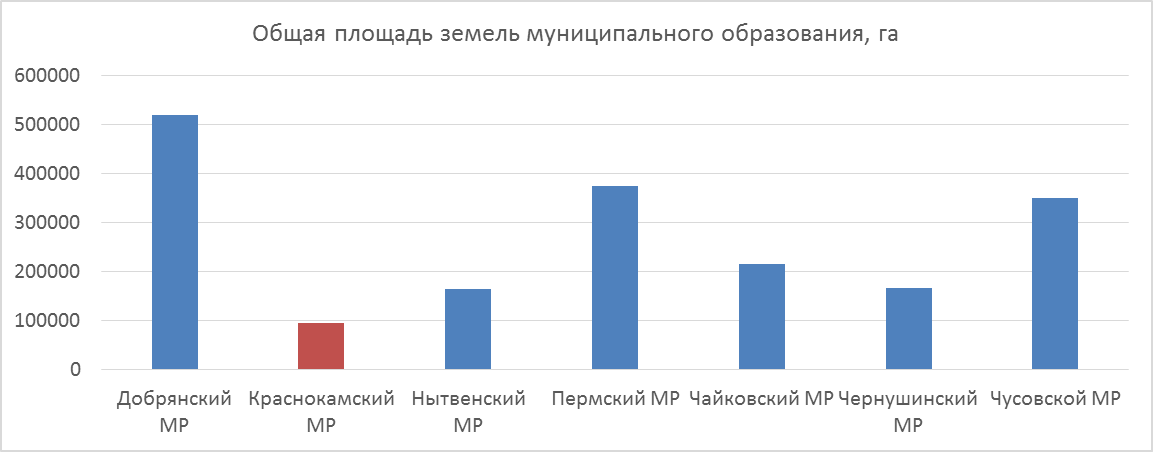 Общая площадь земель муниципального образования, га
600000
500000
400000
300000
200000
100000
0
Добрянский МР
Краснокамский МР
Нытвенский МР
Пермский МР
Чайковский МР
Чернушинский МР
Чусовской МР